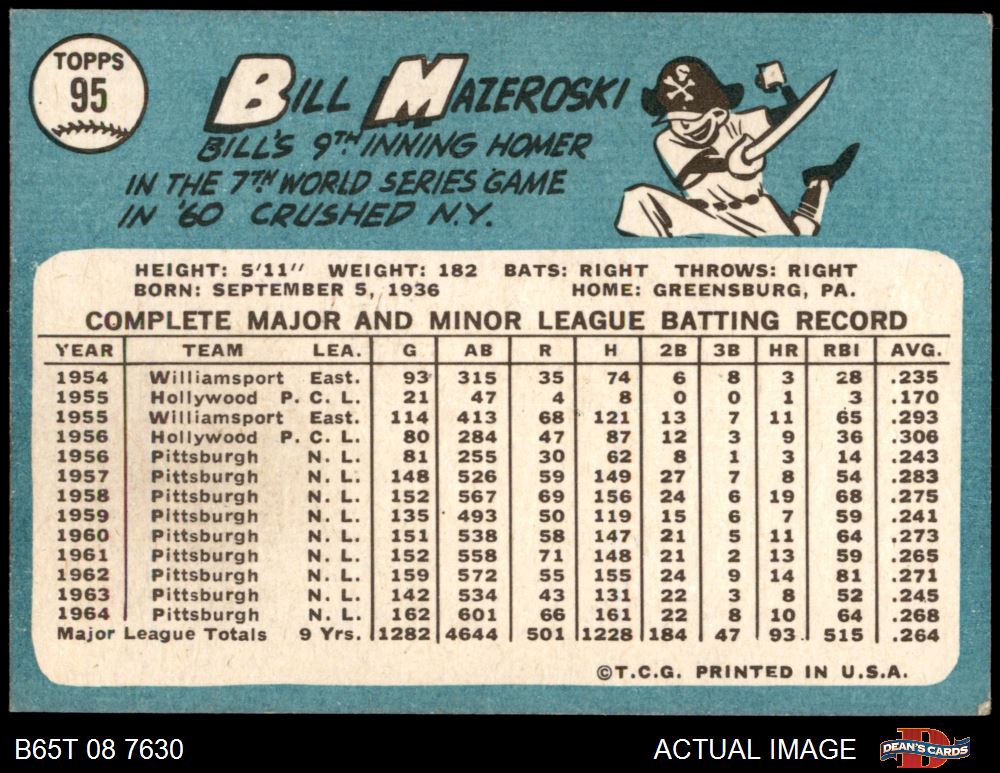 TOPPS
95
BILL MAZEROSKI
BILL'S 9TH INNING HOMER
IN THE 7TH WORLD SERIES GAME
IN '60 CRUSHED N.Y.
HEIGHT: 5'11" WEIGHT: 182 BATS: RIGHT THROWS: RIGHT
BORN: SEPTEMBER 5, 1936 HOME: GREENSBURG, PA.
COMPLETE MAJOR AND MINOR LEAGUE BATTING RECORD
YEAR TEAM LEA. G AB R H 2B 3B HR RBI AVG.
1954 Williamsport East. 93 315 35 74 6 8 3 28 .235
1955 Hollywood P. C. L. 21 47 4 8 0 0 1 3 .170
1955 Williamsport East. 114 413 68 121 13 7 11 65 .293
1956 Hollywood P. C. L. 80 284 47 87 12 3 9 36 .306
1956 Pittsburgh N. L. 81 255 30 62 8 1 3 14 .243
1957 Pittsburgh N. L. 148 526 59 149 27 7 8 54 .283
1958 Pittsburgh N. L. 152 567 69 156 24 6 19 68 .275
1959 Pittsburgh N. L. 135 493 50 119 15 6 7 59 .241
1960 Pittsburgh N. L. 151 538 58 147 21 5 11 64 .273
1961 Pittsburgh N. L. 152 558 71 148 21 2 13 59 .265
1962 Pittsburgh N. L. 159 572 55 155 24 9 14 81 .271
1963 Pittsburgh N. L. 142 534 43 131 22 3 8 52 .245
1964 Pittsburgh N. L. 162 601 66 161 22 8 10 64 .268
Major League Totals 9 Yrs. 1282 4644 501 1228 184 47 93 515 .264
©T.C.G. PRINTED IN U.S.A.
B65T 08 7630 ACTUAL IMAGE DEAN'S CARDS